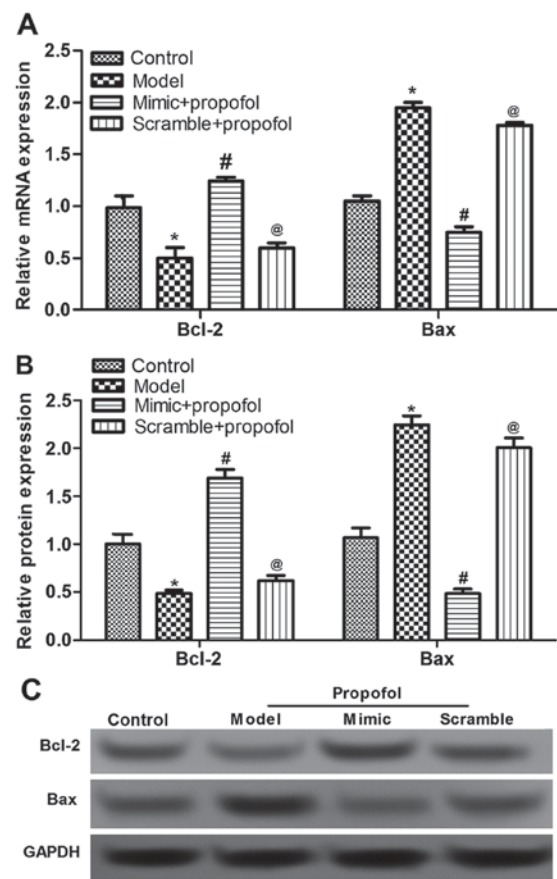 A
Control
Model
Mimic+propofol
Scramble+propofol
Relative mRNA expression
2.5
2.0
1.5
1.0
0.5
0.0
*
#
@
*
#
@
Bcl-2
Bax
B
Control
Model
Mimic+propofol
Scramble+propofol
Relative protein expression
2.5
2.0
1.5
1.0
0.5
0.0
*
#
@
*
#
@
Bcl-2
Bax
C
Propofol
Control Model Mimic Scramble
Bcl-2
Bax
GAPDH